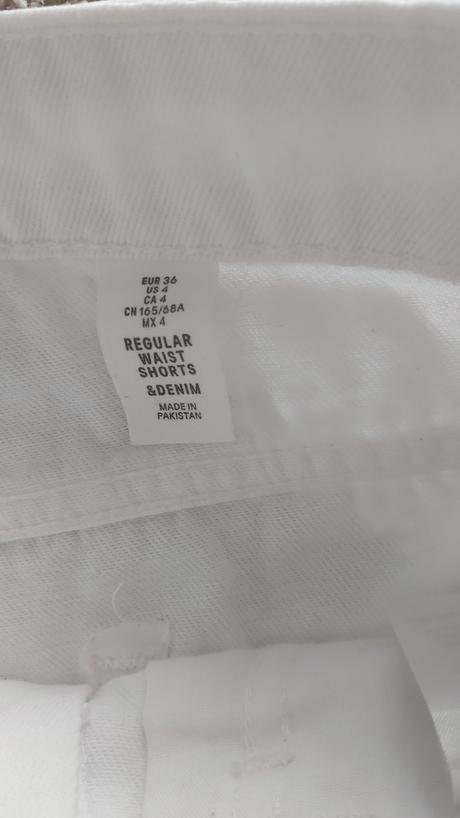 EUR 36
US 4
CA 4
CN 165/68A
MX 4
REGULAR
WAIST
SHORTS
&DENIM
MADE IN
PAKISTAN